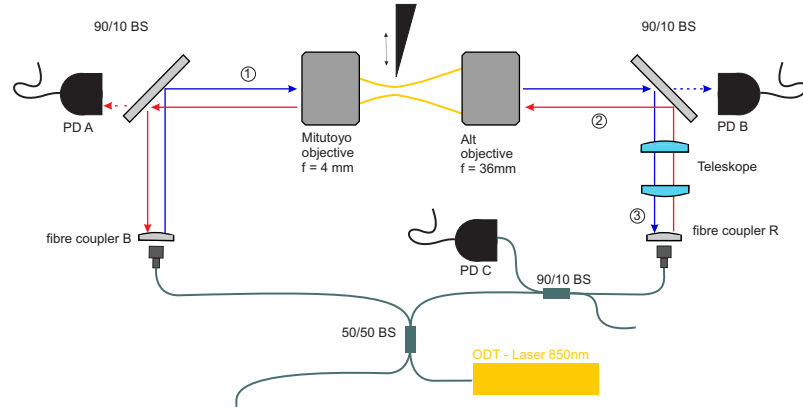 90/10 BS
90/10 BS
①
PD A
PD B
②
Mitutoyo
objective
f = 4 mm
Alt
objective
f = 36mm
Teleskope
③
fibre coupler B
fibre coupler R
PD C
90/10 BS
50/50 BS
ODT - Laser 850nm